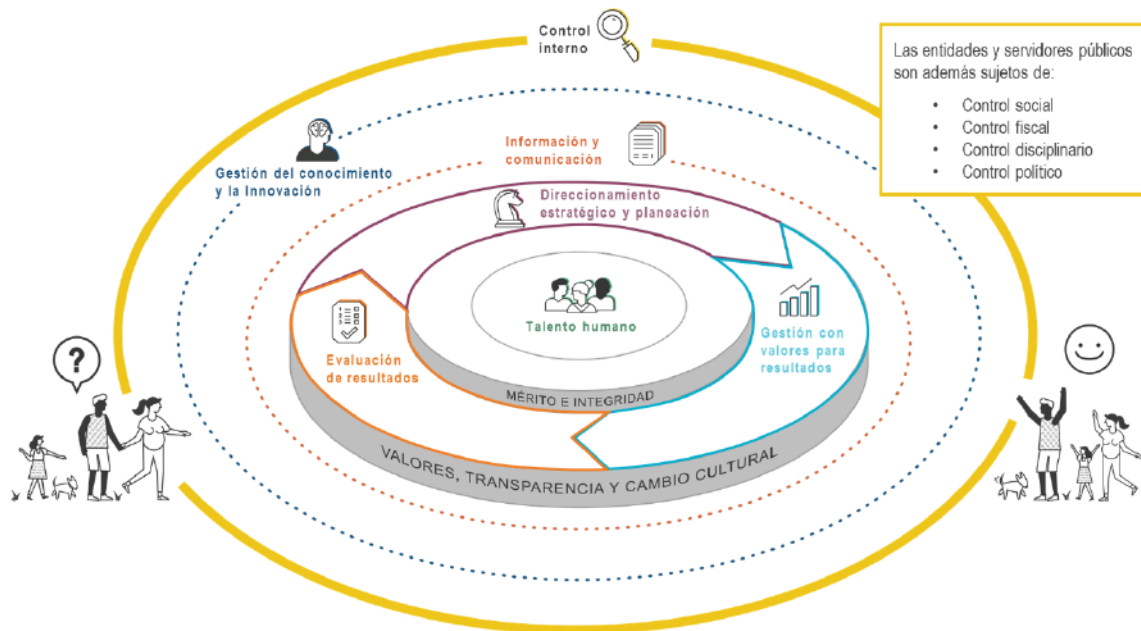 Control
interno
Las entidades y servidores públicos
son además sujetos de:
• Control social
• Control fiscal
• Control disciplinario
• Control político
Gestión del conocimiento
y la Innovación
Información y
comunicación
Direccionamiento
estratégico y planeación
Talento humano
Evaluación
de resultados
Gestión con
valores para
resultados
MÉRITO E INTEGRIDAD
VALORES, TRANSPARENCIA Y CAMBIO CULTURAL
?